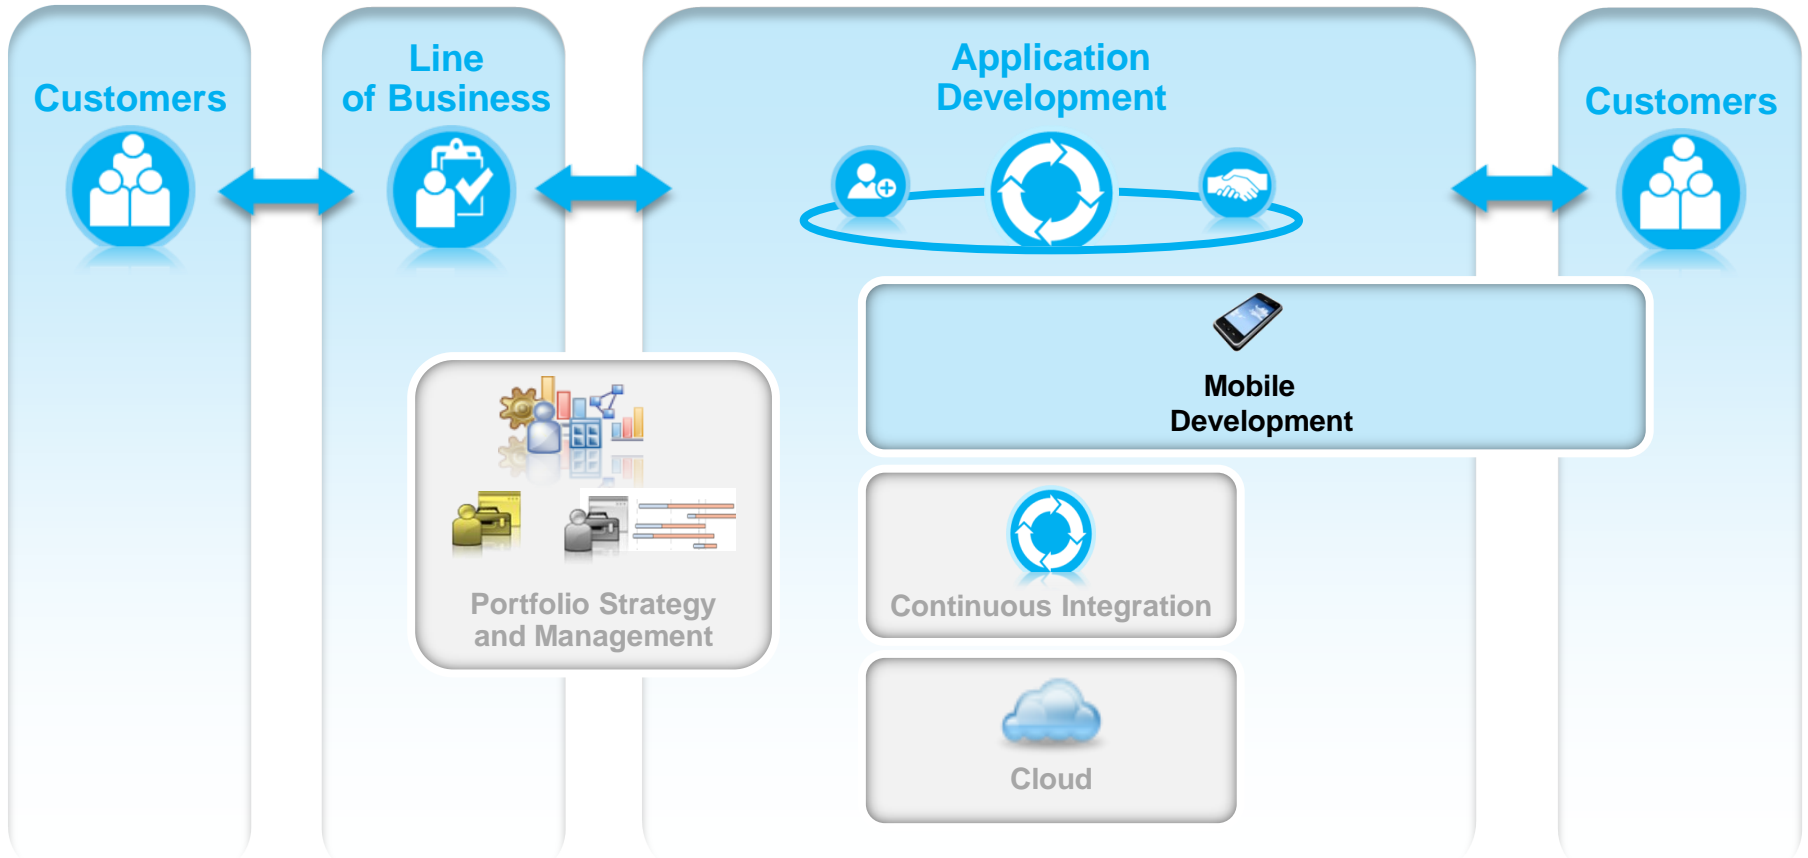 Customers
Line
of Business
Application
Development
Customers
Mobile
Development
Portfolio Strategy
and Management
Continuous Integration
Cloud